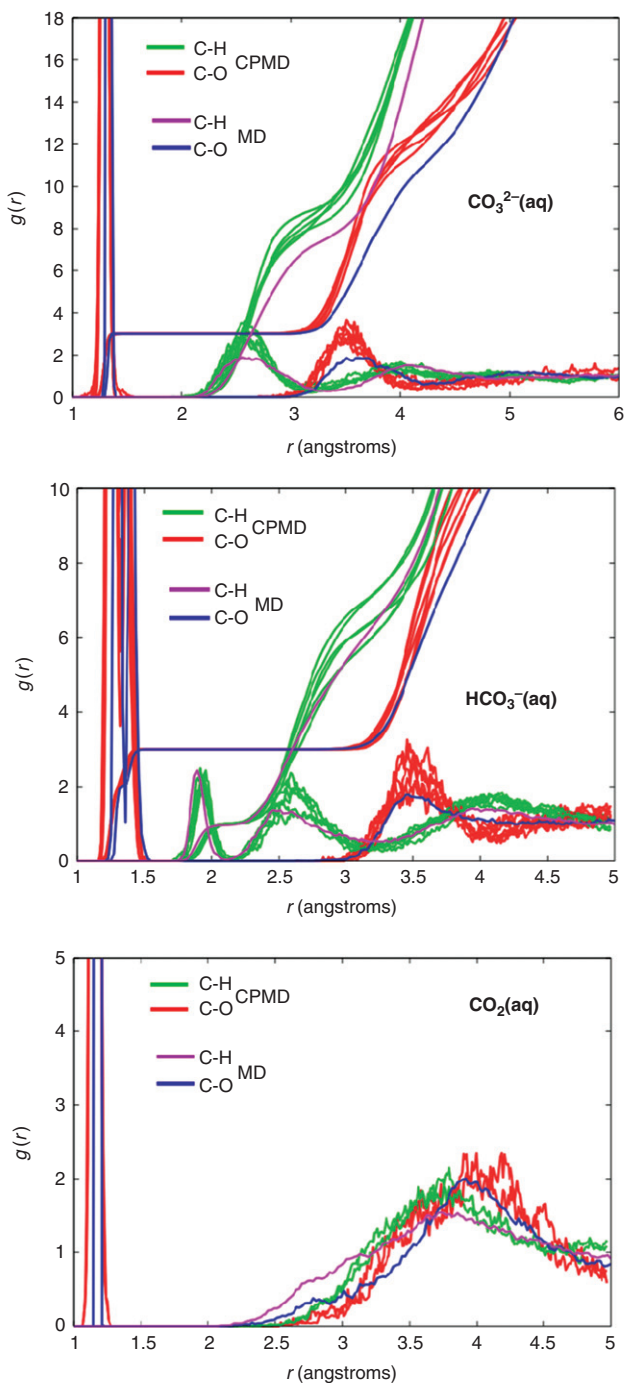 18
16
14
12
10
8
6
4
2
0
g(r)
C-H
C-O
CPMD
C-H
C-O
MD
CO₃²⁻(aq)
1 2 3 4 5 6
r (angstroms)
10
8
6
4
2
0
g(r)
C-H
C-O
CPMD
C-H
C-O
MD
HCO₃⁻(aq)
1 1.5 2 2.5 3 3.5 4 4.5 5
r (angstroms)
5
4
3
2
1
0
g(r)
C-H
C-O
CPMD
C-H
C-O
MD
CO₂(aq)
1 1.5 2 2.5 3 3.5 4 4.5 5
r (angstroms)